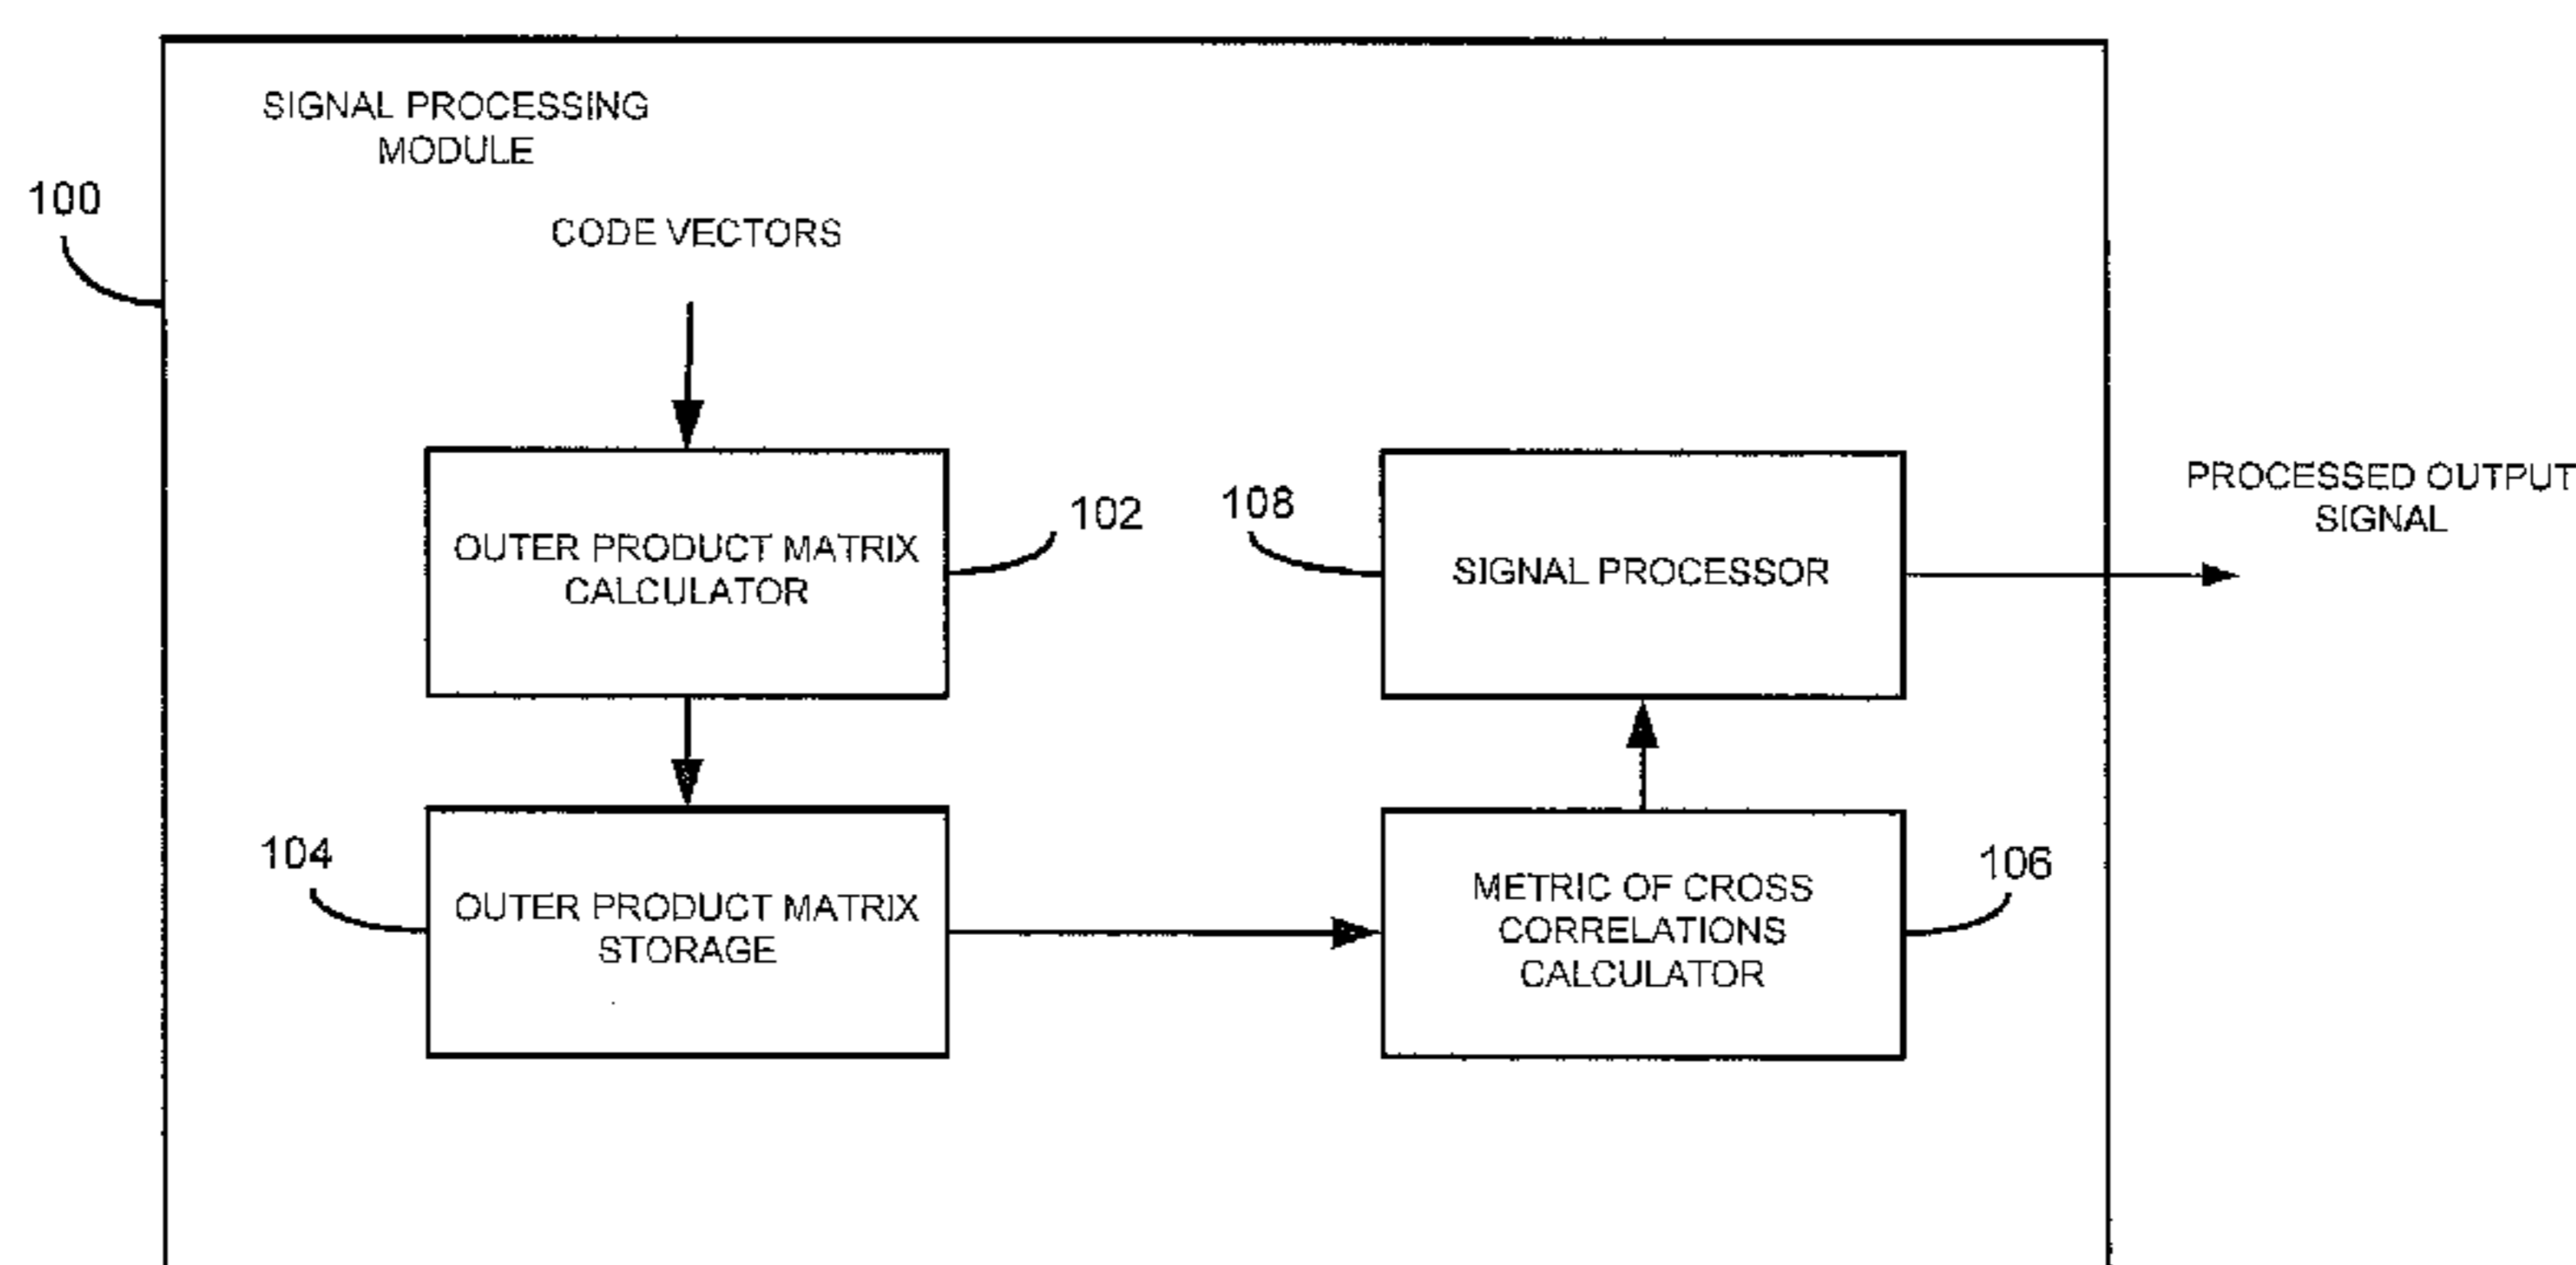 SIGNAL PROCESSING
MODULE
100
CODE VECTORS
OUTER PRODUCT MATRIX
CALCULATOR
102
108
SIGNAL PROCESSOR
PROCESSED OUTPUT
SIGNAL
104
OUTER PRODUCT MATRIX
STORAGE
METRIC OF CROSS
CORRELATIONS
CALCULATOR
106